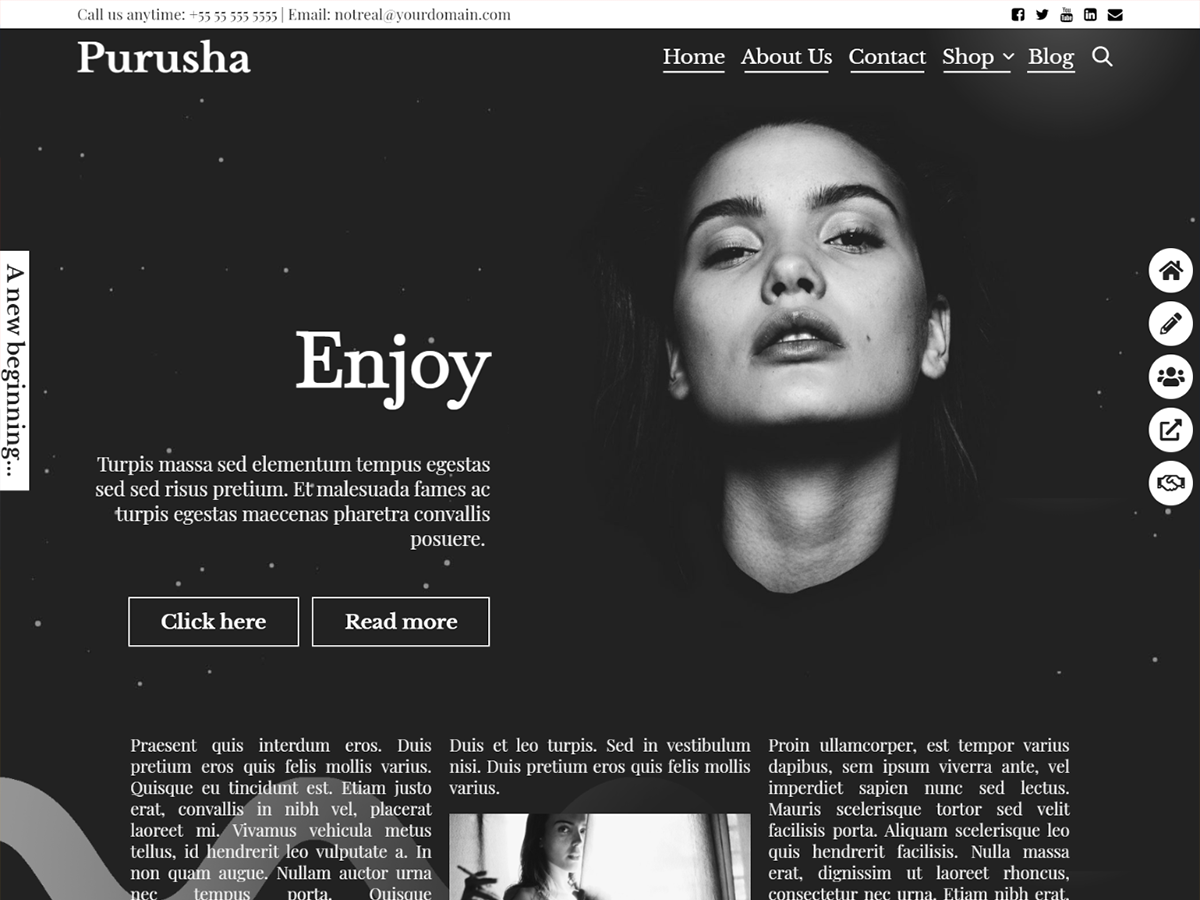 Call us anytime: +55 55 555 5555 | Email: notreal@yourdomain.com
You
Tube
Purusha
Home About Us Contact Shop Blog
A new beginning...
Enjoy
Turpis massa sed elementum tempus egestas
sed sed risus pretium. Et malesuada fames ac
turpis egestas maecenas pharetra convallis
posuere.
Click here
Read more
Praesent quis interdum eros. Duis
pretium eros quis felis mollis varius.
Quisque eu tincidunt est. Etiam justo
erat, convallis in nibh vel, placerat
laoreet mi. Vivamus vehicula metus
tellus, id hendrerit leo vulputate a. In
non quam augue. Nullam auctor urna
nec tempus porta. Quisque
Duis et leo turpis. Sed in vestibulum
nisi. Duis pretium eros quis felis mollis
varius.
Proin ullamcorper, est tempor varius
dapibus, sem ipsum viverra ante, vel
imperdiet sapien nunc sed lectus.
Mauris scelerisque tortor sed velit
facilisis porta. Aliquam scelerisque leo
quis hendrerit facilisis. Nulla massa
erat, dignissim ut laoreet rhoncus,
consectetur nec urna. Etiam nibh erat,